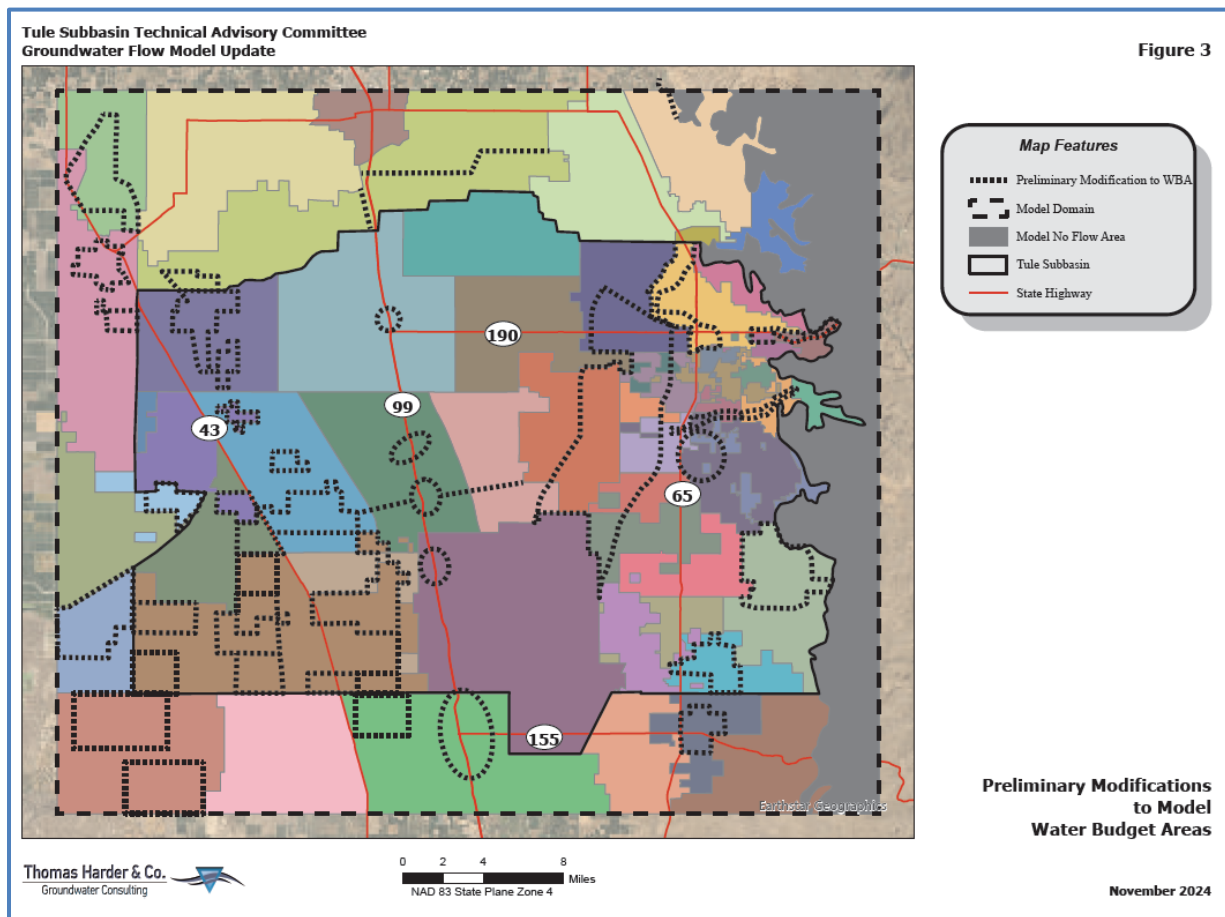 Tule Subbasin Technical Advisory Committee
Groundwater Flow Model Update
Figure 3
Map Features
Preliminary Modification to WBA
Model Domain
Model No Flow Area
Tule Subbasin
State Highway
190
99
43
65
155
Earthstar Geographics
Preliminary Modifications
to Model
Water Budget Areas
Thomas Harder & Co.
Groundwater Consulting
0 2 4 8
Miles
NAD 83 State Plane Zone 4
November 2024